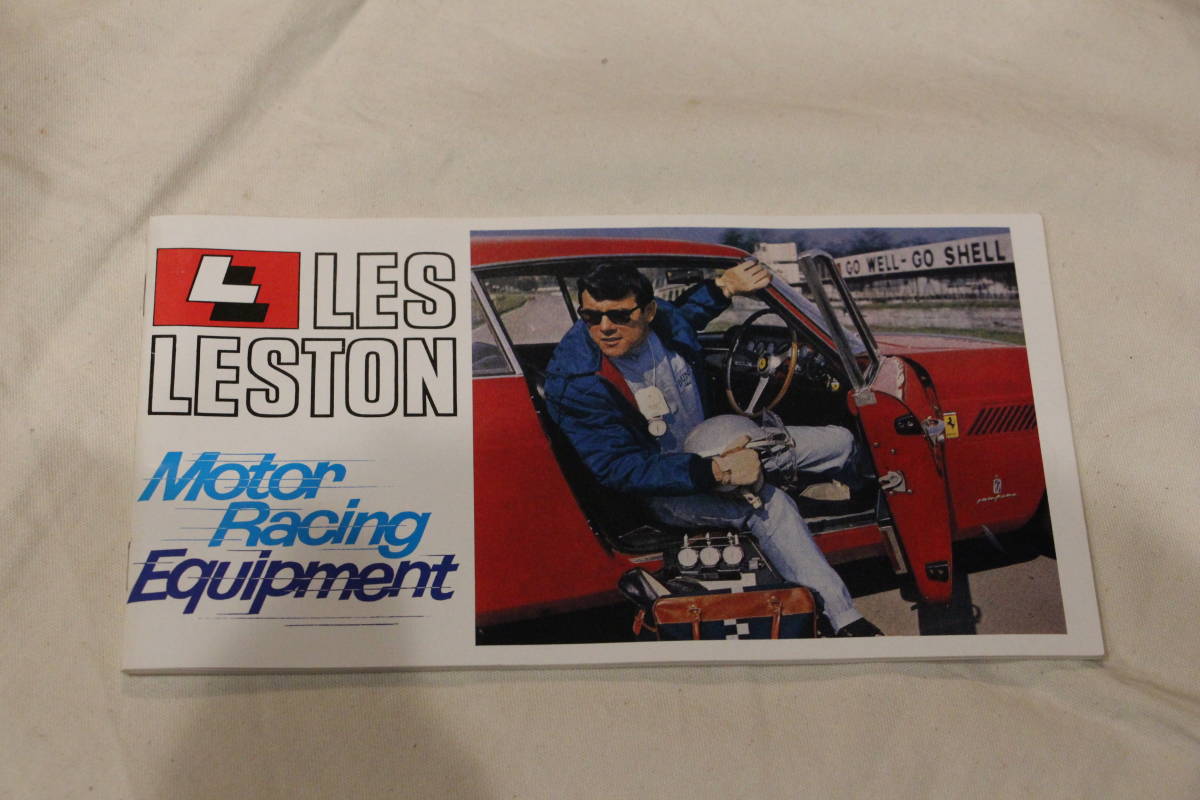 LES
LESTON
Motor
Racing
Equipment
GO WELL - GO SHELL